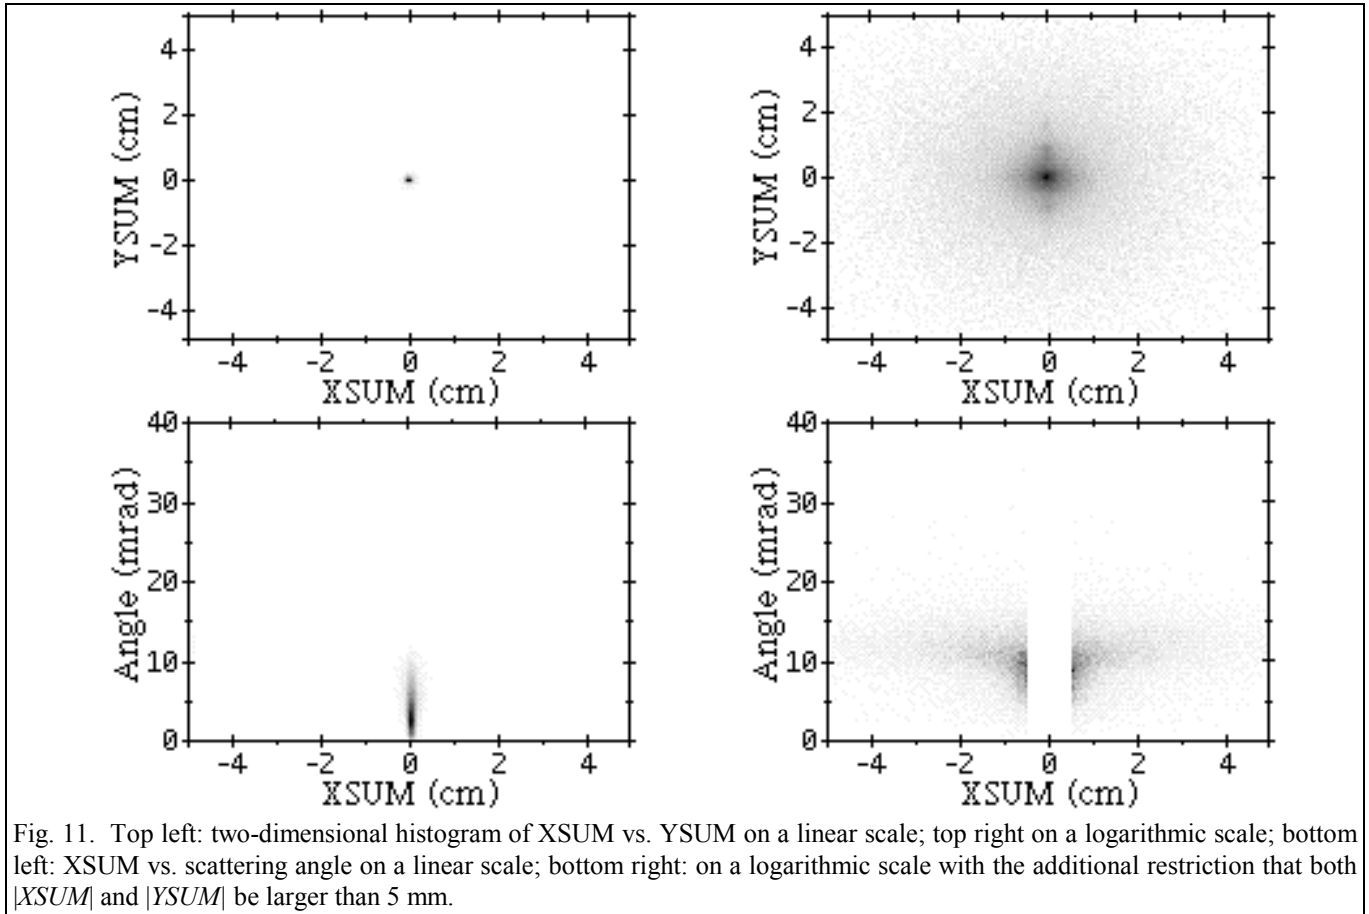 4
2
0
-2
-4
YSUM (cm)
-4 -2 0 2 4
XSUM (cm)
4
2
0
-2
-4
YSUM (cm)
-4 -2 0 2 4
XSUM (cm)
40
30
20
10
0
Angle (mrad)
-4 -2 0 2 4
XSUM (cm)
40
30
20
10
0
Angle (mrad)
-4 -2 0 2 4
XSUM (cm)
Fig. 11. Top left: two-dimensional histogram of XSUM vs. YSUM on a linear scale; top right on a logarithmic scale; bottom
left: XSUM vs. scattering angle on a linear scale; bottom right: on a logarithmic scale with the additional restriction that both
|XSUM| and |YSUM| be larger than 5 mm.